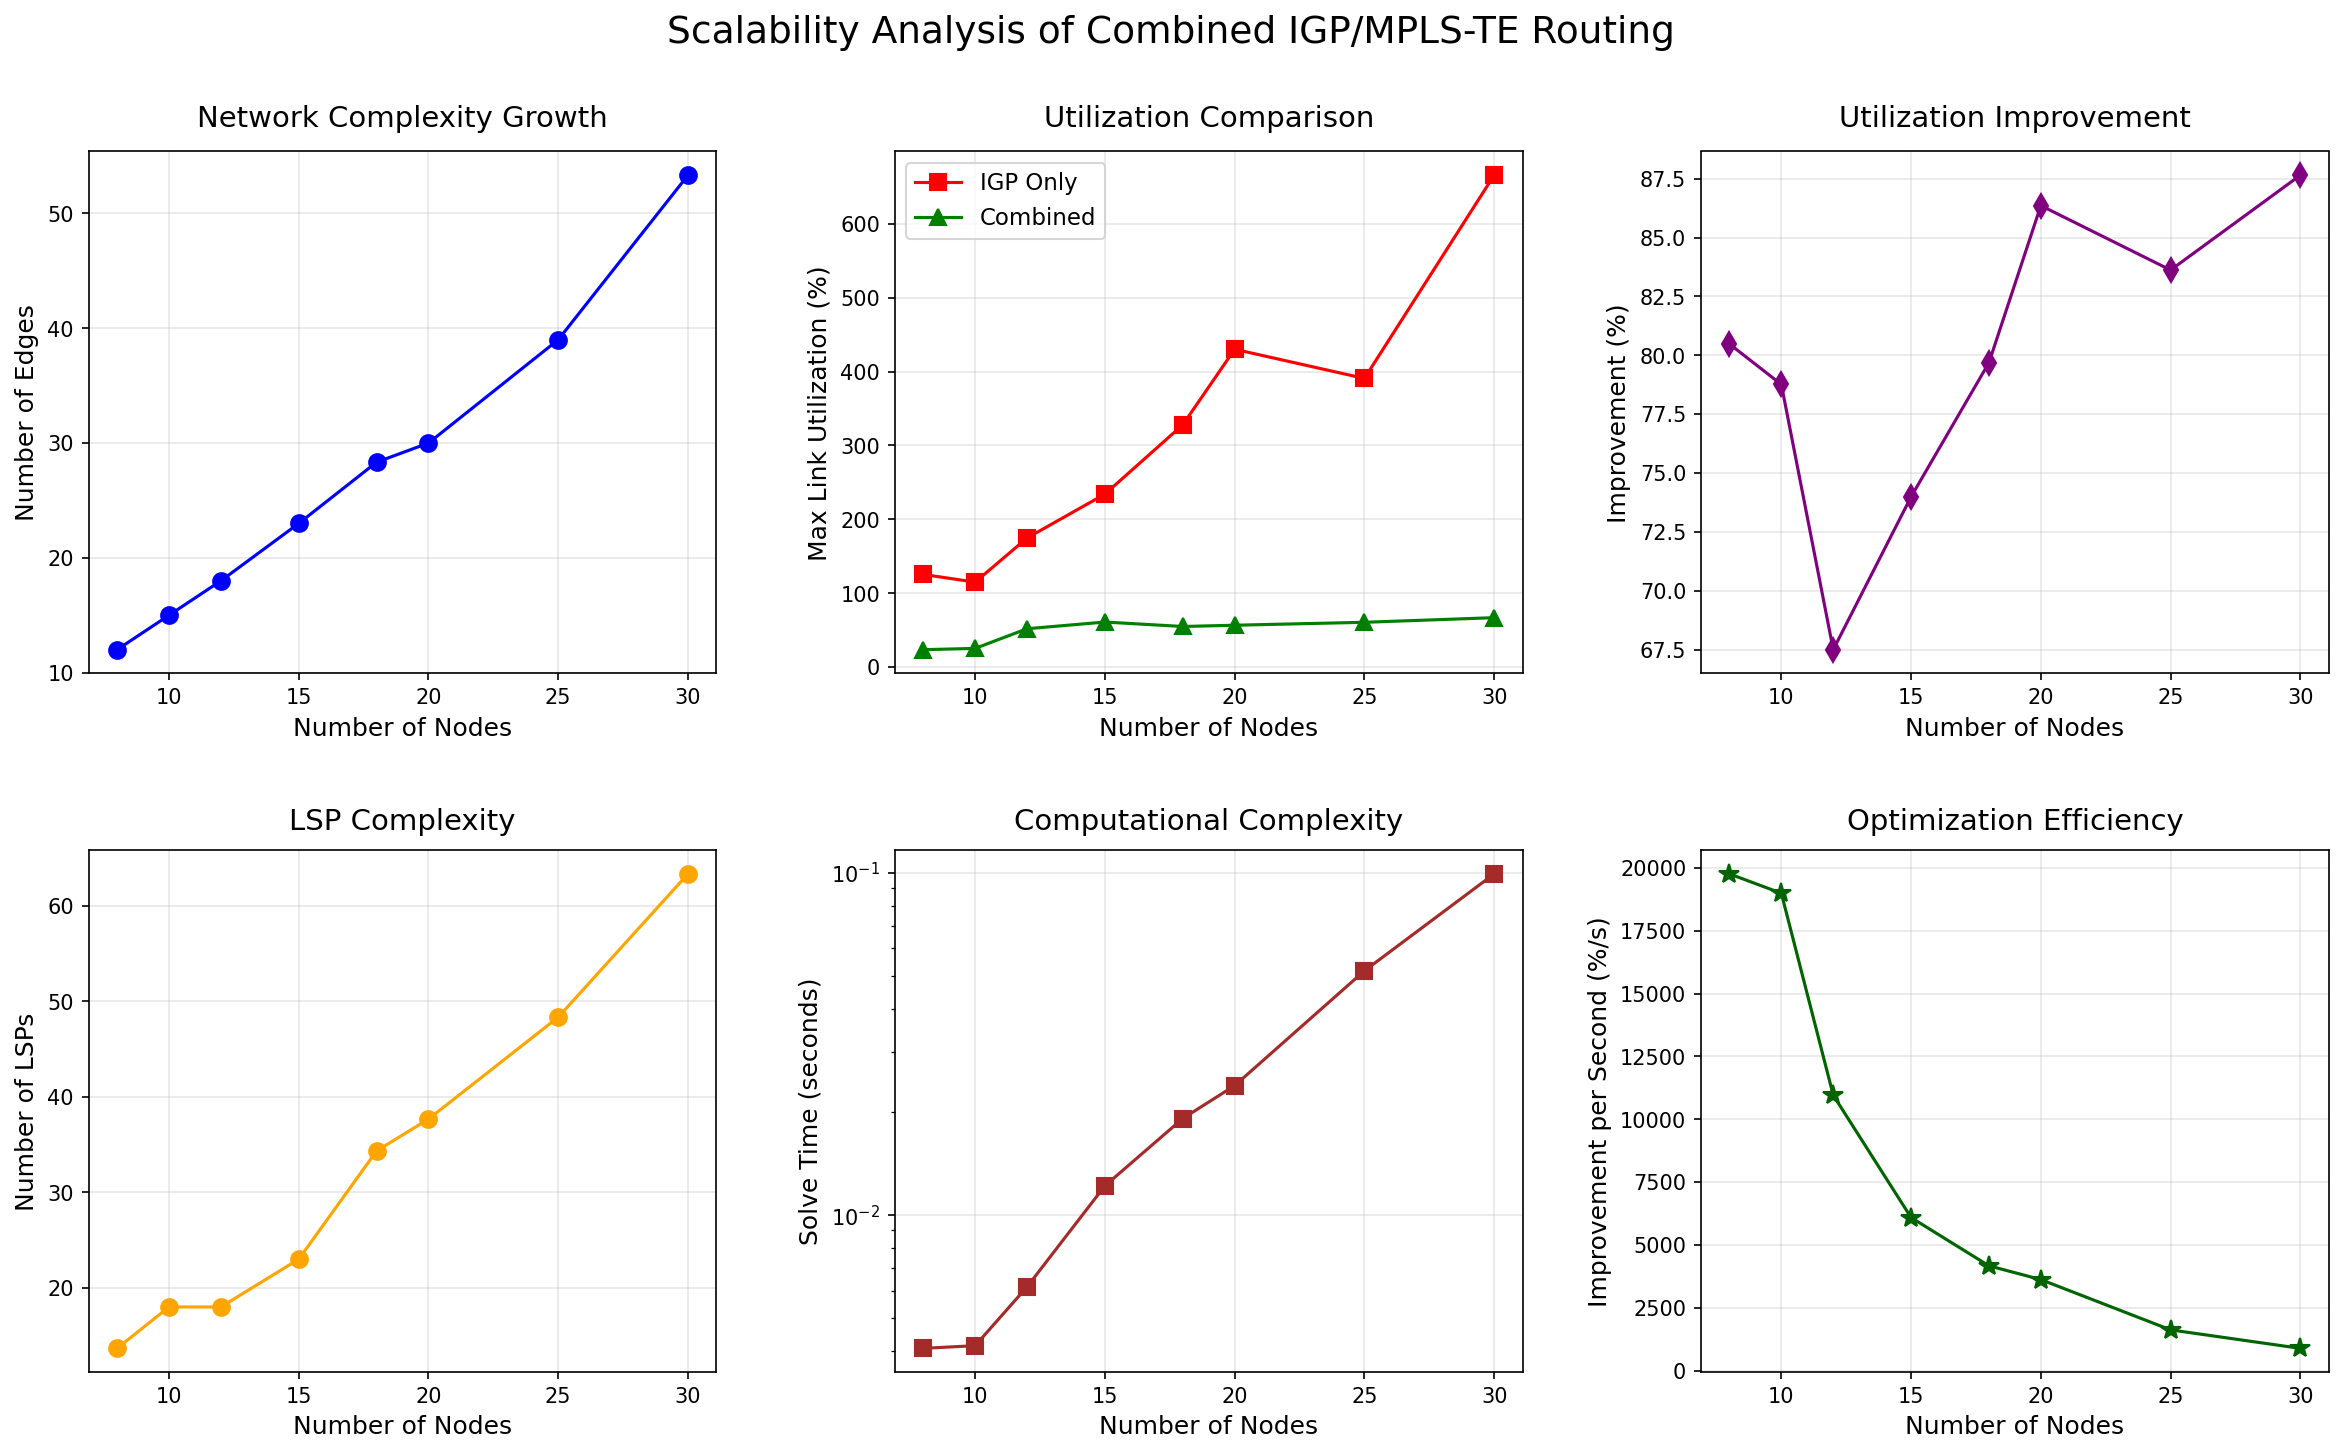 Scalability Analysis of Combined IGP/MPLS-TE Routing
Network Complexity Growth
Number of Edges
50
40
30
20
10
10 15 20 25 30
Number of Nodes
Utilization Comparison
IGP Only
Combined
Max Link Utilization (%)
600
500
400
300
200
100
0
10 15 20 25 30
Number of Nodes
Utilization Improvement
Improvement (%)
87.5
85.0
82.5
80.0
77.5
75.0
72.5
70.0
67.5
10 15 20 25 30
Number of Nodes
LSP Complexity
Number of LSPs
60
50
40
30
20
10 15 20 25 30
Number of Nodes
Computational Complexity
Solve Time (seconds)
10⁻¹
10⁻²
10 15 20 25 30
Number of Nodes
Optimization Efficiency
Improvement per Second (%/s)
20000
17500
15000
12500
10000
7500
5000
2500
0
10 15 20 25 30
Number of Nodes